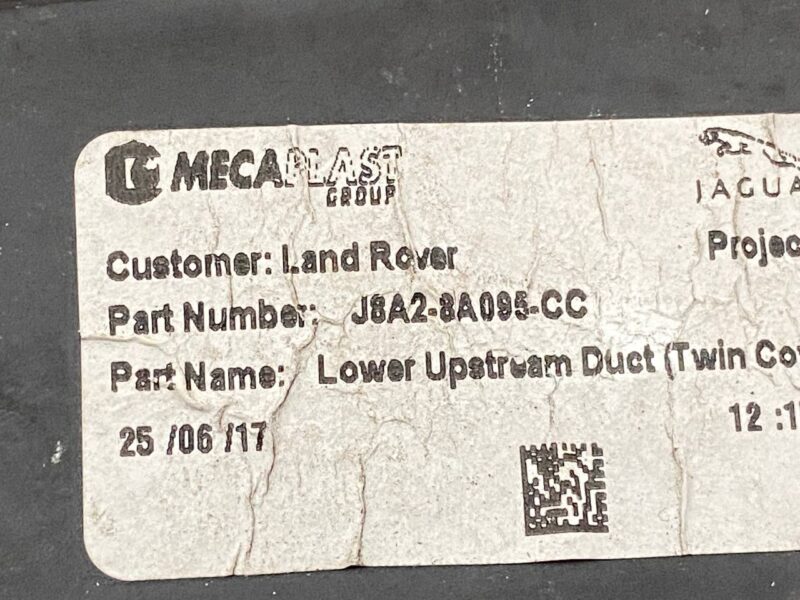 MECAPLAST
GROUP
JAGUA
Customer: Land Rover
Projec
Part Number: J8A2-8A095-CC
Part Name: Lower Upstream Duct (Twin Co
25 /06 /17
12 :1